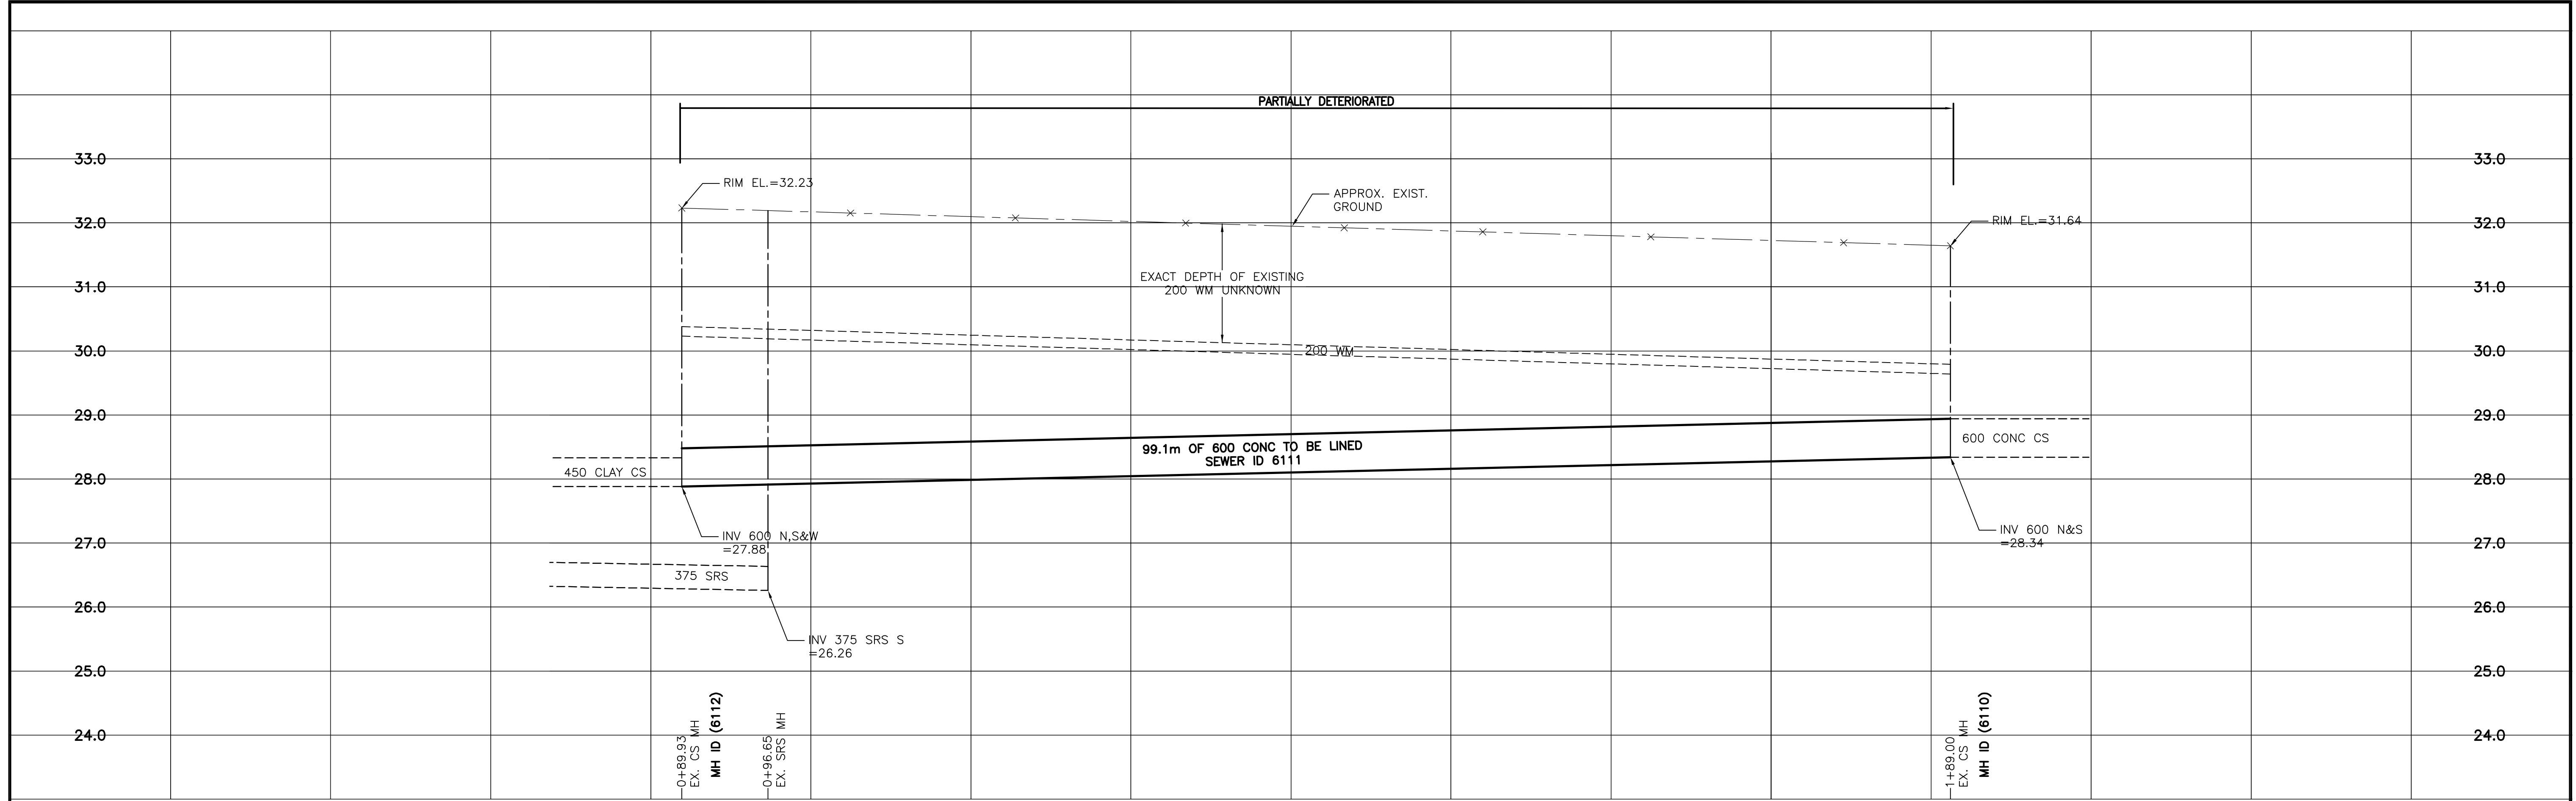 PARTIALLY DETERIORATED
33.0
33.0
RIM EL.=32.23
APPROX. EXIST.
GROUND
32.0
RIM EL.=31.64
32.0
EXACT DEPTH OF EXISTING
200 WM UNKNOWN
31.0
31.0
30.0
200 WM
30.0
29.0
29.0
99.1m OF 600 CONC TO BE LINED
SEWER ID 6111
600 CONC CS
450 CLAY CS
28.0
28.0
INV 600 N,S&W
=27.88
INV 600 N&S
=28.34
27.0
27.0
375 SRS
26.0
26.0
INV 375 SRS S
=26.26
25.0
25.0
24.0
24.0
0+89.93
EX. CS MH
MH ID (6112)
0+96.65
EX. SRS MH
1+89.00
EX. CS MH
MH ID (6110)